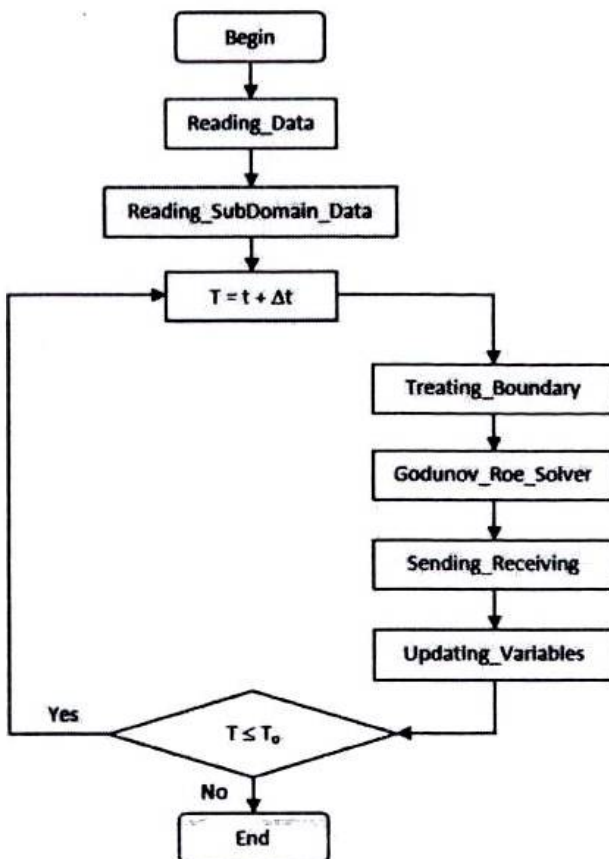 Begin
Reading_Data
Reading_SubDomain_Data
T = t + Δt
Treating_Boundary
Godunov_Roe_Solver
Sending_Receiving
Updating_Variables
Yes
T ≤ T₀
No
End